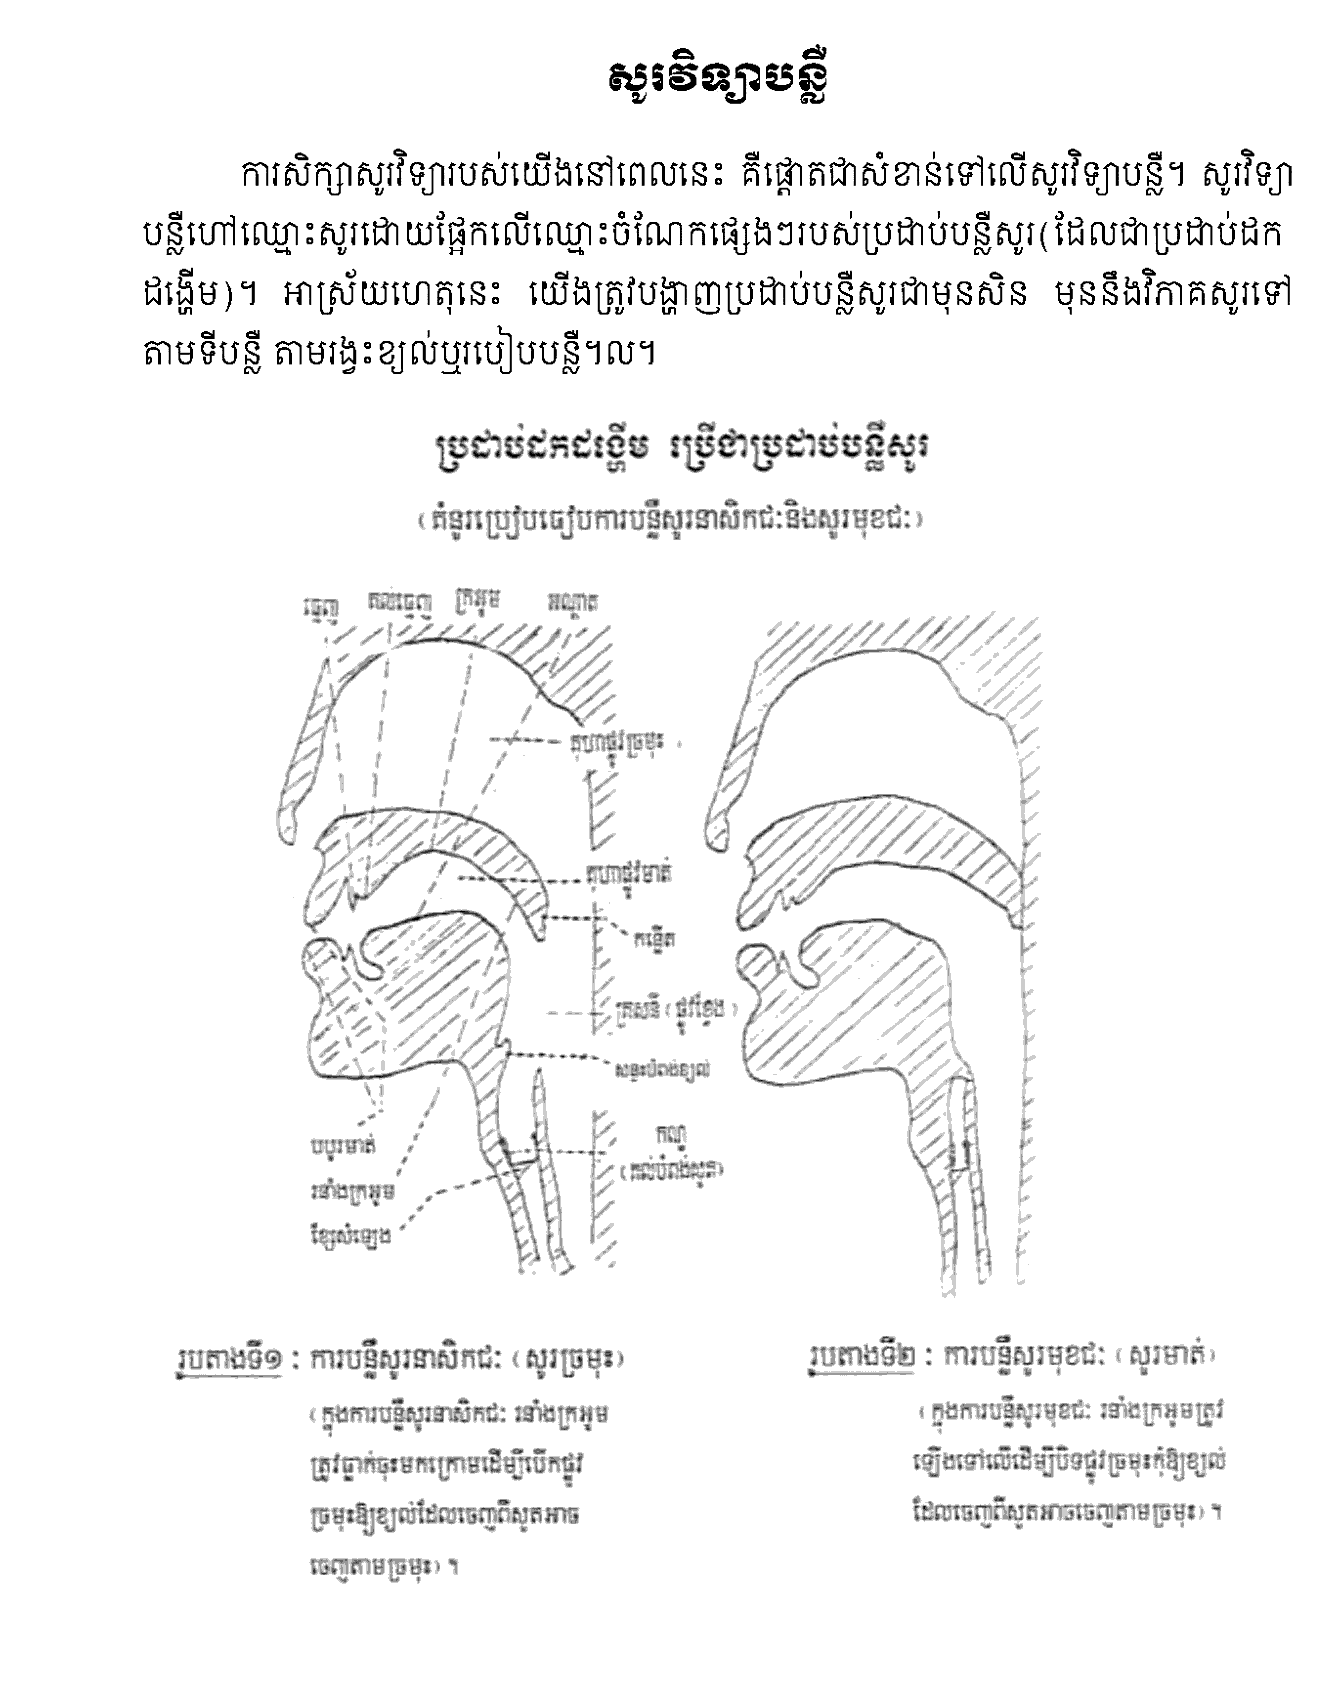 សូរវិទ្យាបន្លឺ
ការសិក្សាសូរវិទ្យារបស់យើងនៅពេលនេះ គឺផ្តោតជាសំខាន់ទៅលើសូរវិទ្យាបន្លឺ។ សូរវិទ្យា
បន្លឺហៅឈ្មោះសូរដោយផ្អែកលើឈ្មោះចំណែកផ្សេងៗរបស់ប្រដាប់បន្លឺសូរ(ដែលជាប្រដាប់ដក
ដង្ហើម)។ អាស្រ័យហេតុនេះ យើងត្រូវបង្ហាញប្រដាប់បន្លឺសូរជាមុនសិន មុននឹងវិភាគសូរទៅ
តាមទីបន្លឺ តាមរង្វះខ្យល់ឬរបៀបបន្លឺ។ល។
ប្រដាប់ដកដង្ហើម រប្រើជាប្រដាប់បន្លឺសូរ
(គំនូរប្រៀបធៀបការបន្លឺសូរនាសិកជៈនិងសូរមុខជៈ)
ធ្មេញ គល់ធ្មេញ ក្រអូម អណ្តាត
គុហាផ្លូវច្រមុះ
គុហាផ្លូវមាត់
កន្លើត
ត្រសនី (ផ្លូវខ្វែង)
សន្ទះបំពង់ខ្យល់
បបូរមាត់
រនាំងក្រអូម
ខ្សែសំឡេង
កណ្ឋ
(គល់បំពង់សួត)
រូបតាងទី១ : ការបន្លឺសូរនាសិកជៈ (សូរច្រមុះ)
(ក្នុងការបន្លឺសូរនាសិកជៈ រនាំងក្រអូម
ត្រូវធ្លាក់ចុះមកក្រោមដើម្បីបើកផ្លូវ
ច្រមុះឱ្យខ្យល់ដែលចេញពីសួតអាច
ចេញតាមច្រមុះ) ។
រូបតាងទី២ : ការបន្លឺសូរមុខជៈ (សូរមាត់)
(ក្នុងការបន្លឺសូរមុខជៈ រនាំងក្រអូមត្រូវ
ឡើងទៅលើដើម្បីបិទផ្លូវច្រមុះកុំឱ្យខ្យល់
ដែលចេញពីសួតអាចចេញតាមច្រមុះ) ។